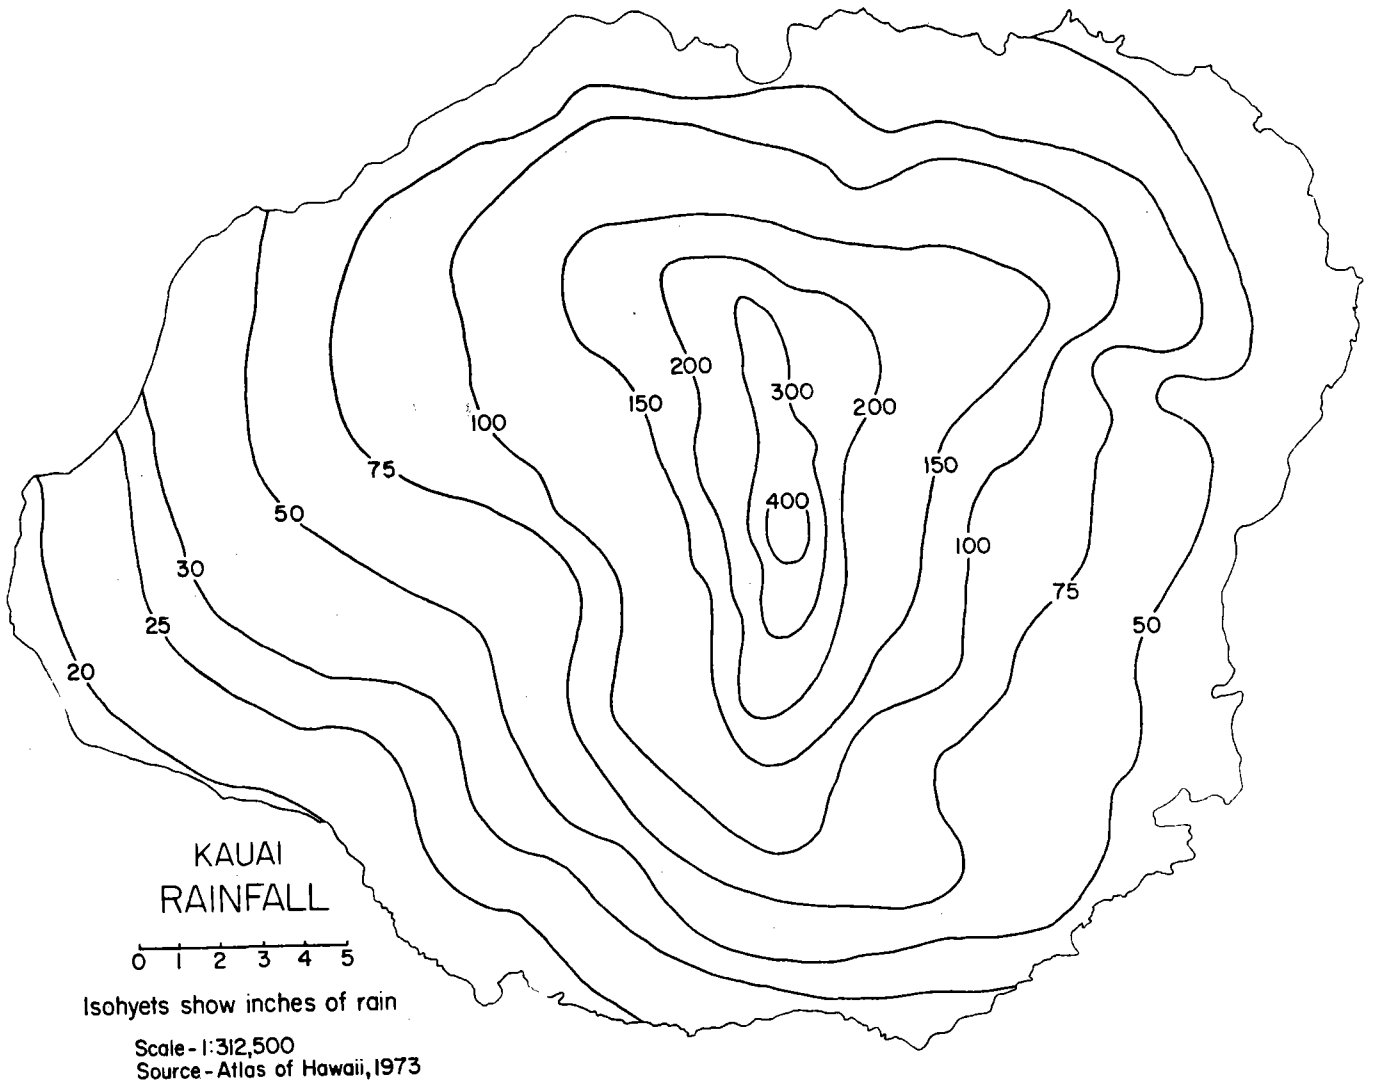 200
300
150
200
100
75
150
400
50
100
30
75
25
50
20
KAUAI
RAINFALL
0 1 2 3 4 5
Isohyets show inches of rain
Scale-1:312,500
Source-Atlas of Hawaii, 1973